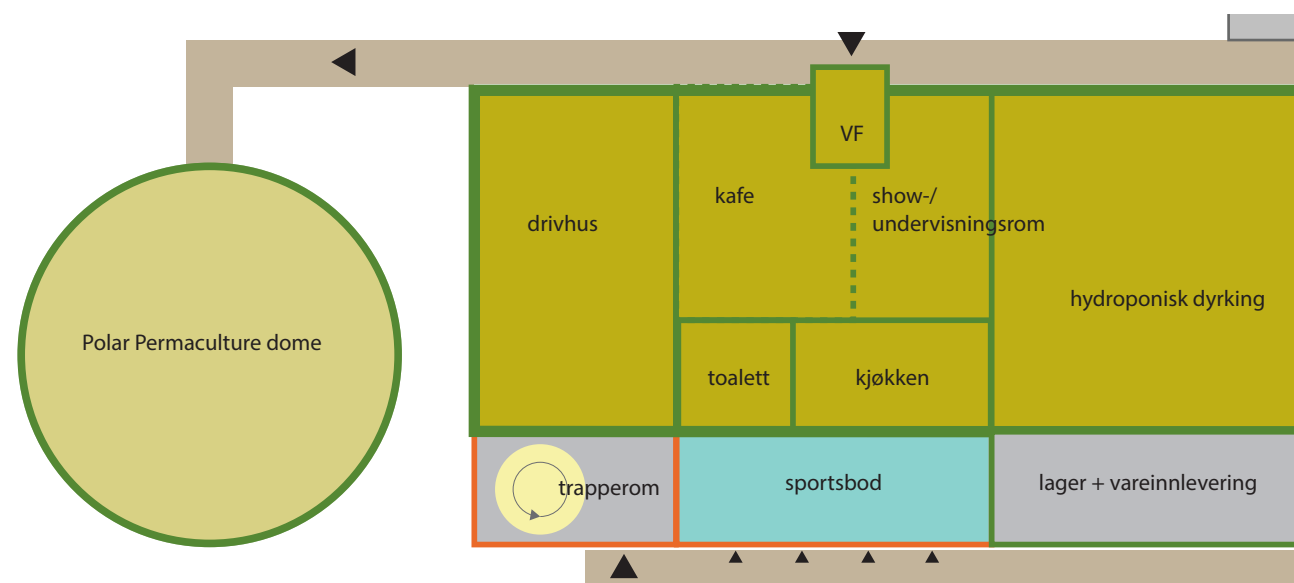 VF
kafe
show-/
undervisningsrom
drivhus
hydroponisk dyrking
Polar Permaculture dome
toalett
kjøkken
trapperom
sportsbod
lager + vareinnlevering